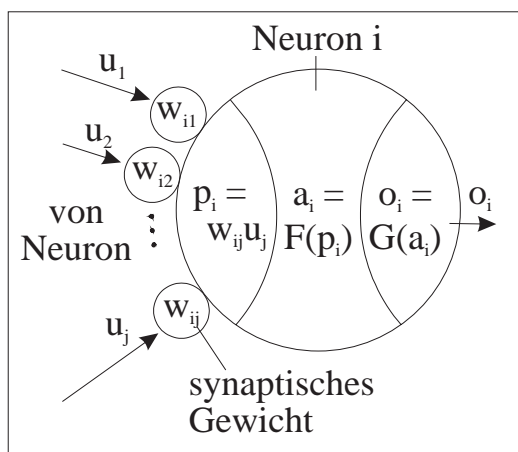 Neuron i
u₁
wᵢ₁
u₂
wᵢ₂
von
Neuron
pᵢ =
wᵢⱼuⱼ
aᵢ =
F(pᵢ)
oᵢ =
G(aᵢ)
oᵢ
wᵢⱼ
uⱼ
synaptisches
Gewicht